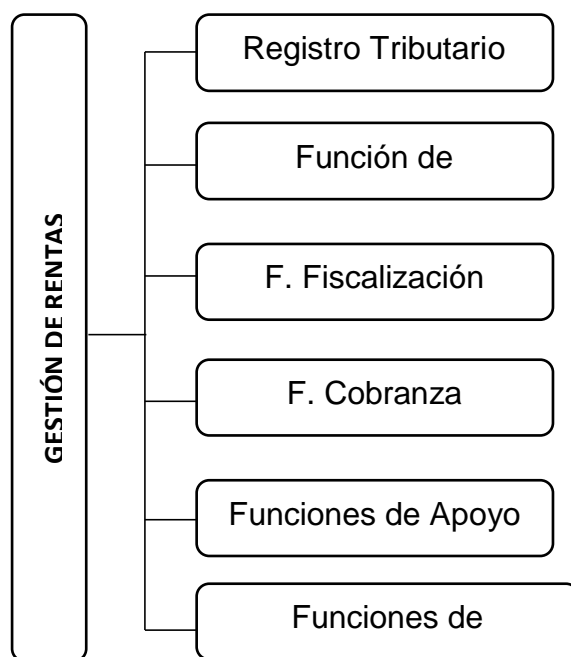 GESTIÓN DE RENTAS
Registro Tributario
Función de
F. Fiscalización
F. Cobranza
Funciones de Apoyo
Funciones de